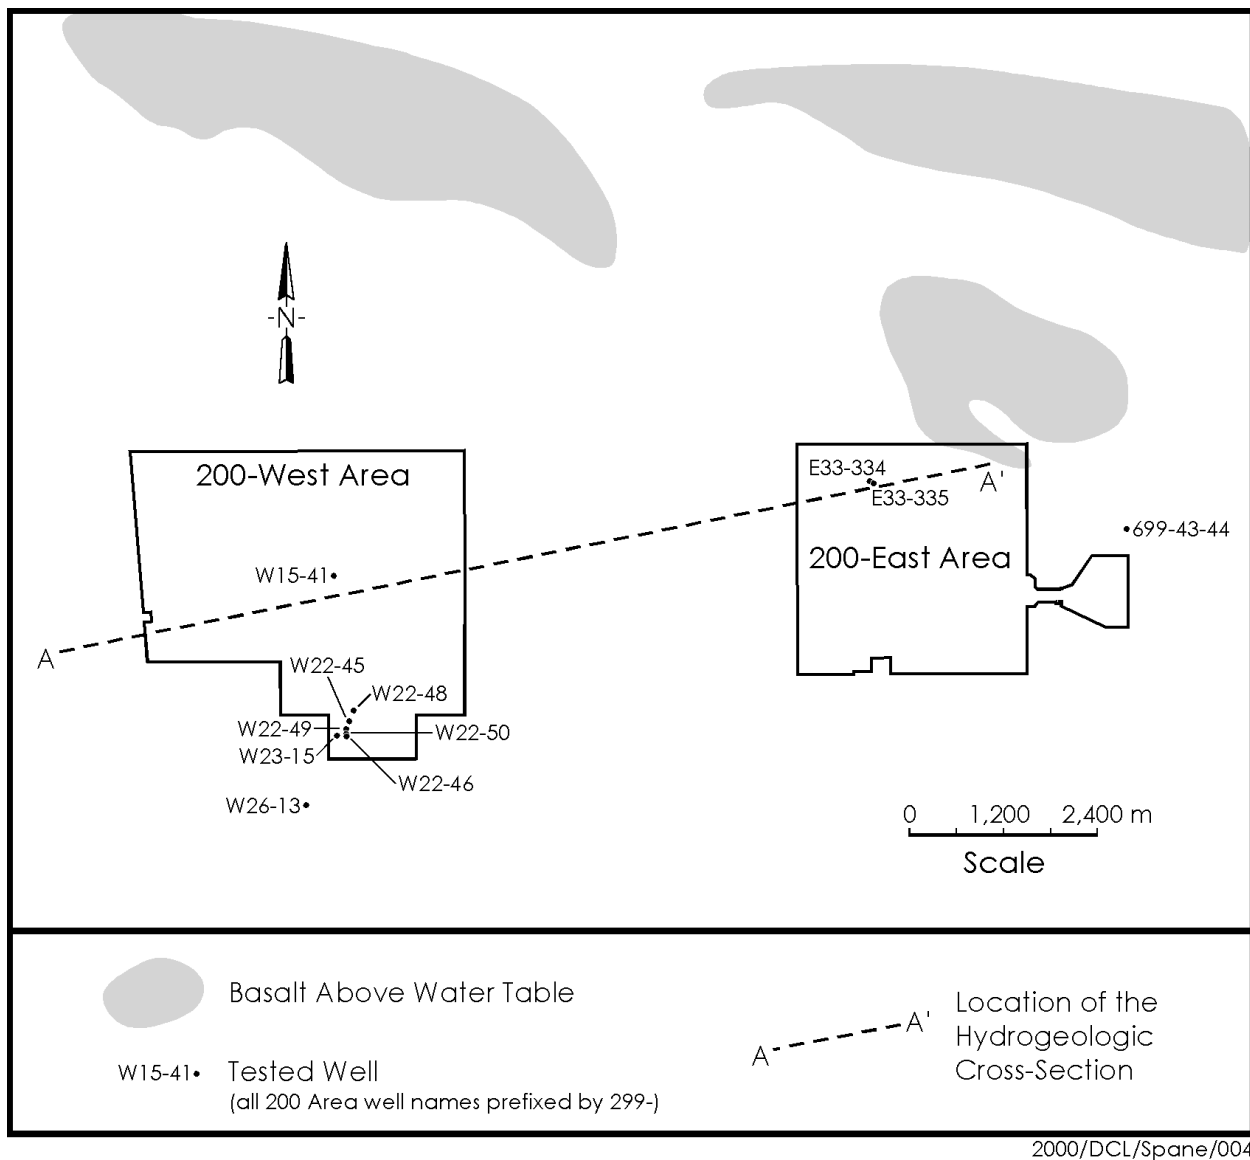 -N-
200-West Area
E33-334
A'
E33-335
699-43-44
200-East Area
W15-41
A
W22-45
W22-48
W22-49
W22-50
W23-15
W22-46
W26-13
0 1,200 2,400 m
Scale
Basalt Above Water Table
W15-41 Tested Well
(all 200 Area well names prefixed by 299-)
A A'
Location of the
Hydrogeologic
Cross-Section
2000/DCL/Spane/004